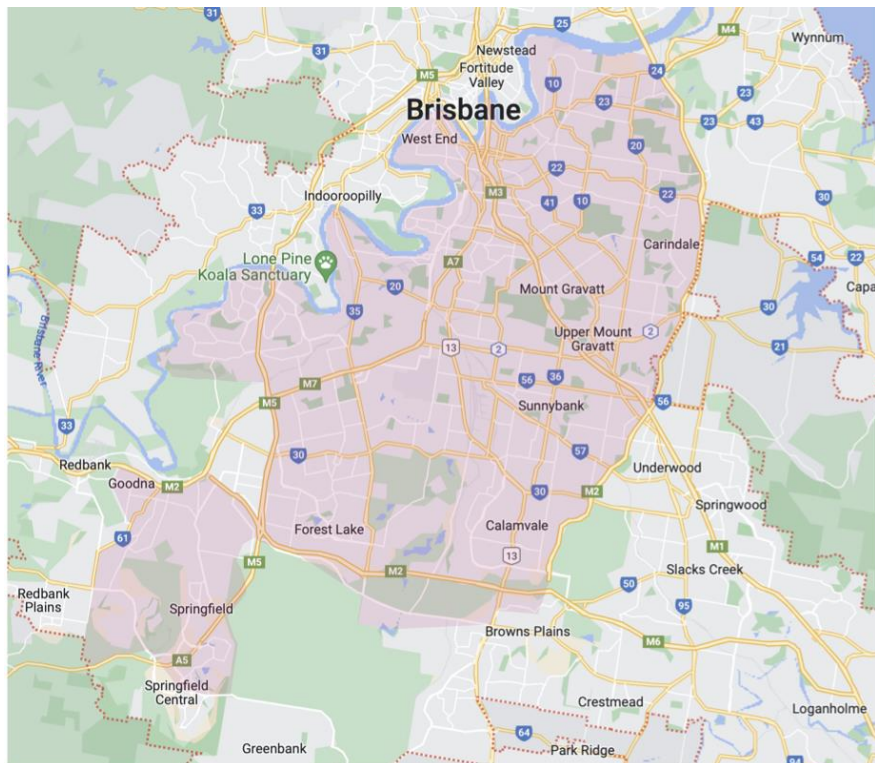 31
25
M4
Newstead
Wynnum
31
M5
Fortitude
Valley
24
10
23
23
Brisbane
23
43
West End
20
22
M3
22
Indooroopilly
41
10
30
33
Carindale
Lone Pine
Koala Sanctuary
A7
54
22
20
Mount Gravatt
Capa
35
30
Brisbane River
Upper Mount
Gravatt
2
13
2
21
M7
56
36
M5
Sunnybank
56
33
30
57
Redbank
Underwood
Goodna
M2
30
M2
Springwood
Forest Lake
Calamvale
61
M1
13
M5
M2
Slacks Creek
50
Redbank
Plains
95
Springfield
Browns Plains
M6
A5
Springfield
Central
Crestmead
Loganholme
64
Greenbank
Park Ridge
94